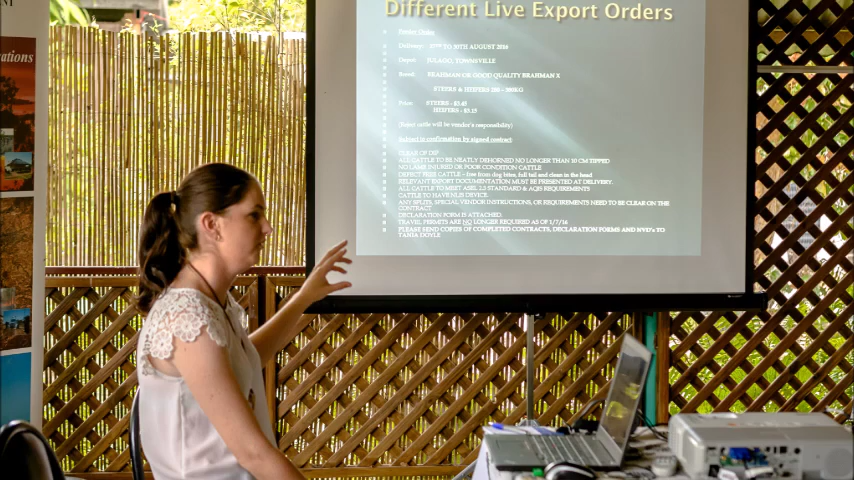 Different Live Export Orders
Feeder Order
TO 30TH AUGUST 2016
Depot: JULAGO, TOWNSVILLE
Breed: BRAHMAN OR GOOD QUALITY BRAHMAN X
STEERS & HEIFERS
Price: STEERS - $3.45
HEIFERS - $3.15
cattle will be vendor's responsibility)
Subject to confirmation by signed contract:
CLEAR OF DIP
ALL CATTLE TO BE NEATLY DEHORNED NO LONGER THAN 10 CM TIPPED
NO LAME INJURED OR POOR CONDITION CATTLE
DEFECT FREE CATTLE – free from dog bites, full tail and clean in the head
RELEVANT EXPORT DOCUMENTATION MUST BE PRESENTED AT DELIVERY.
ALL CATTLE TO MEET ASEL 2.3 STANDARD & AQIS REQUIREMENTS
CATTLE TO HAVE NLIS DEVICE
ANY SPLITS, SPECIAL VENDOR INSTRUCTIONS, OR REQUIREMENTS NEED TO BE CLEAR ON THE
CONTRACT
DECLARATION FORM IS ATTACHED.
TRAVEL PERMITS ARE NO LONGER REQUIRED AS OF 1/7/16
PLEASE SEND COPIES OF COMPLETED CONTRACTS, DECLARATION FORMS AND NVD's TO
TANIA DOYLE